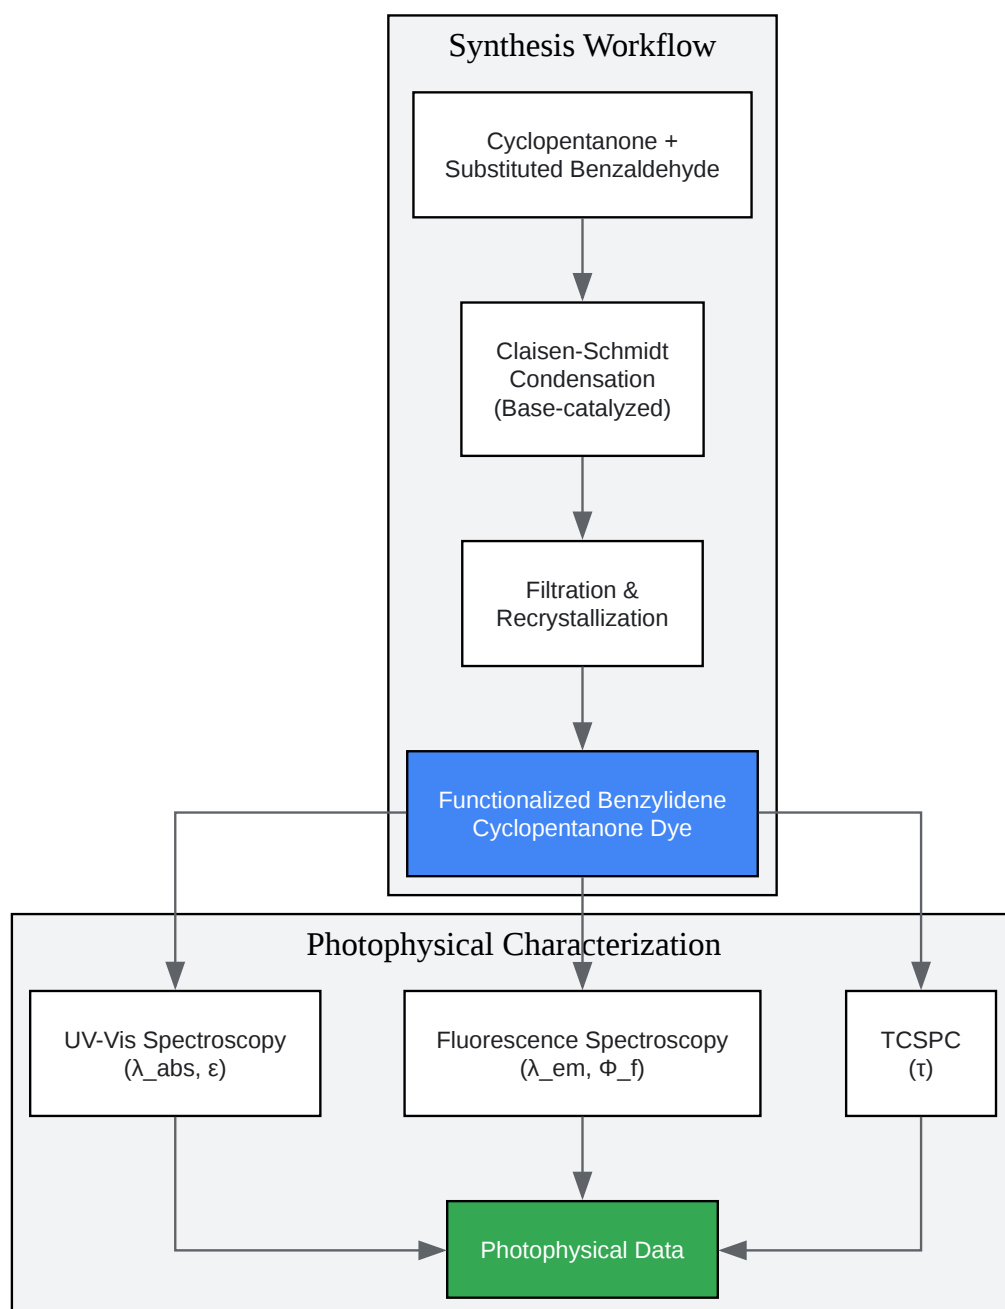 Synthesis Workflow
Cyclopentanone +
Substituted Benzaldehyde
Claisen-Schmidt
Condensation
(Base-catalyzed)
Filtration &
Recrystallization
Functionalized Benzylidene
Cyclopentanone Dye
Photophysical Characterization
UV-Vis Spectroscopy
(λ_abs, ε)
Fluorescence Spectroscopy
(λ_em, Φ_f)
TCSPC
(τ)
Photophysical Data